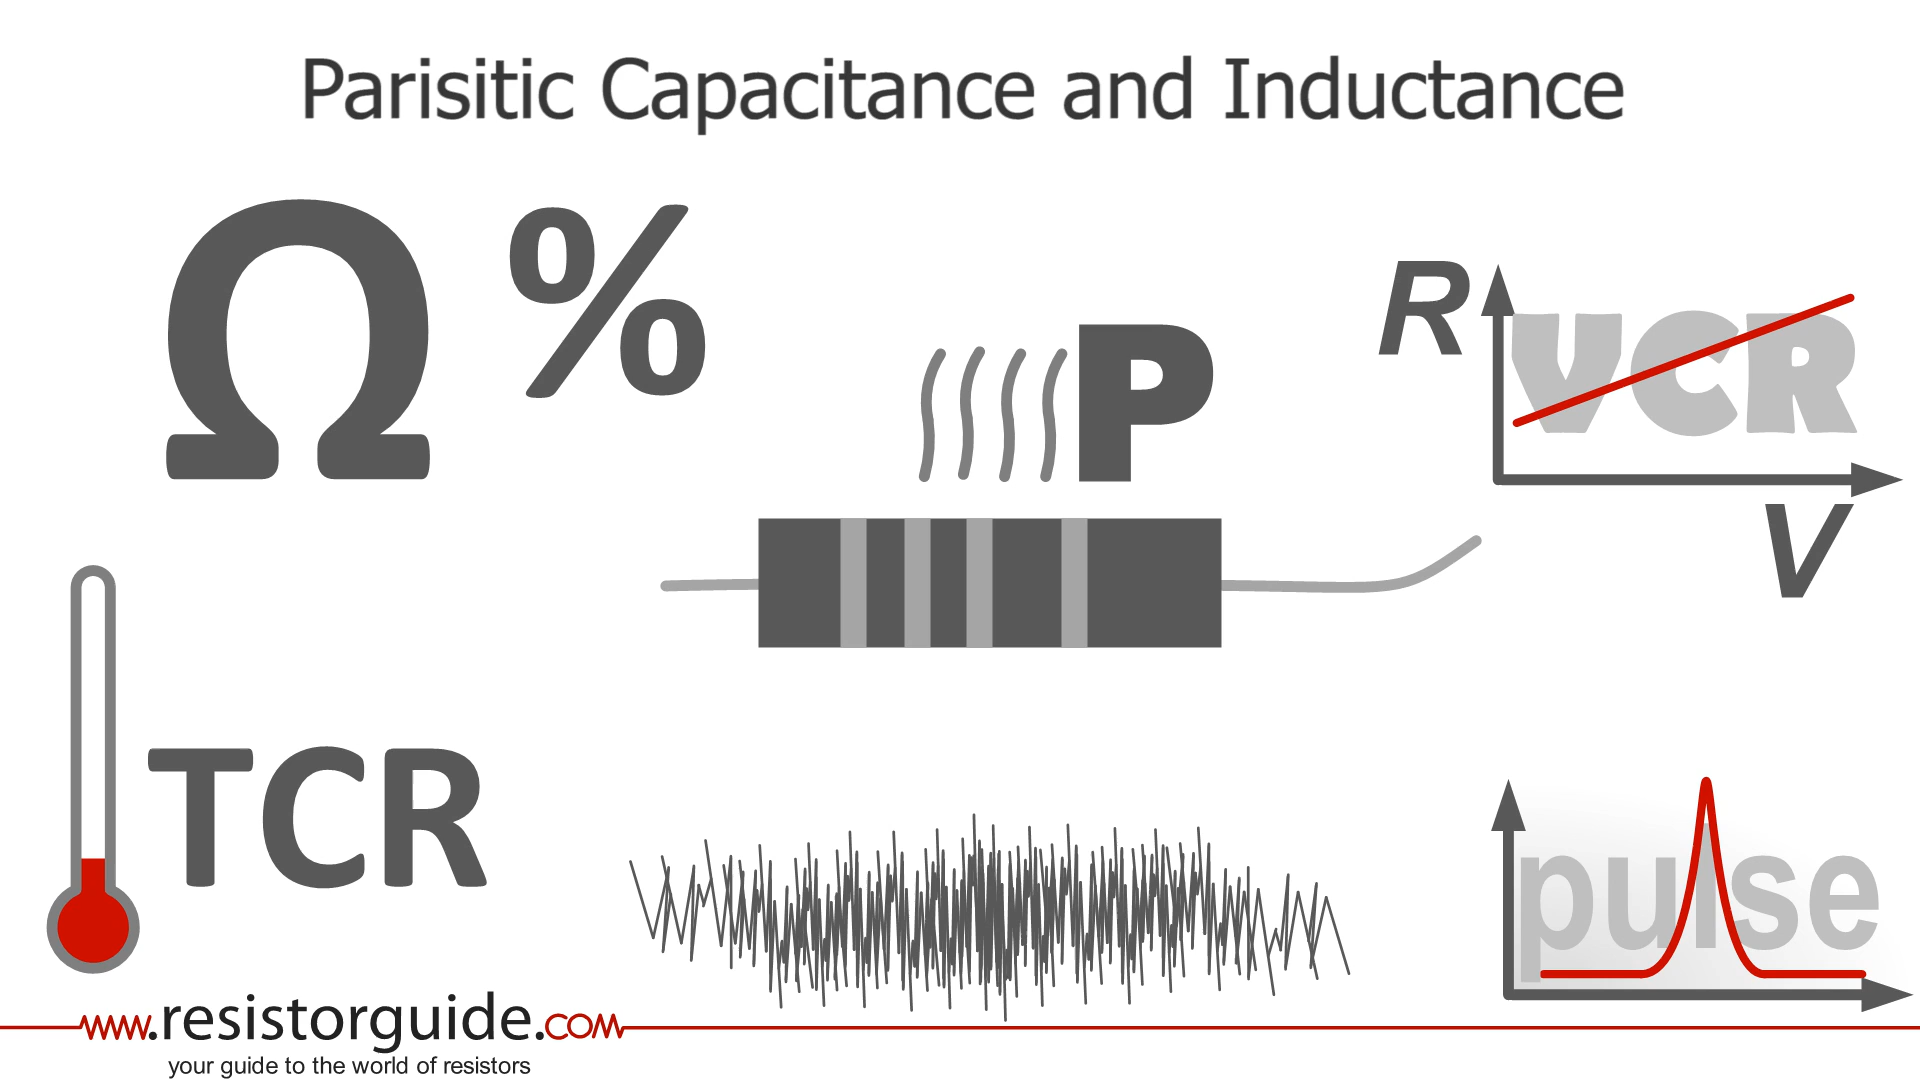 Parisitic Capacitance and Inductance
Ω %
P
R
VCR
V
TCR
pulse
www.resistorguide.com
your guide to the world of resistors